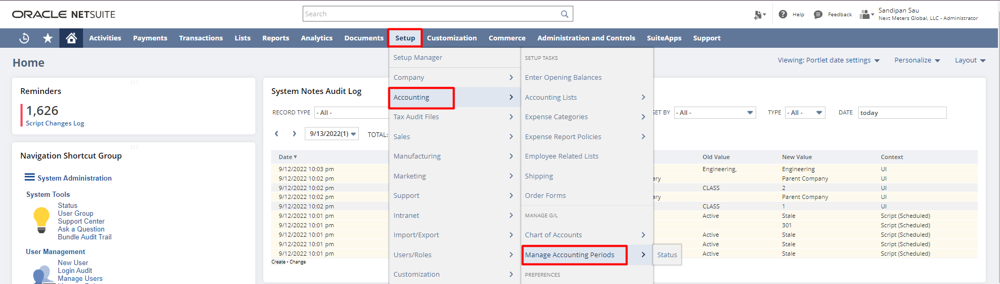 ORACLE NETSUITE
Search
Help
Feedback
Sandipan Sau
Next Meters Global, LLC - Administrator
Activities Payments Transactions Lists Reports Analytics Documents Setup Customization Commerce Administration and Controls SuiteApps Support
Home
Viewing: Portlet date settings Personalize Layout
Reminders
1,626
Script Changes Log
Navigation Shortcut Group
System Administration
System Tools
Status
User Group
Support Center
Ask a Question
Bundle Audit Trail
User Management
New User
Login Audit
Manage Users
System Notes Audit Log
RECORD TYPE - All -
SET BY - All - TYPE - All - DATE today
9/13/2022(1) TOTAL:
Date Old Value New Value Context
9/12/2022 10:03 pm Engineering, Engineering UI
9/12/2022 10:02 pm ary Parent Company UI
9/12/2022 10:02 pm CLASS 2 UI
9/12/2022 10:02 pm ary Parent Company UI
9/12/2022 10:02 pm CLASS 1 UI
9/12/2022 10:01 pm Active Stale Script (Scheduled)
9/12/2022 10:01 pm 301 Script (Scheduled)
9/12/2022 10:01 pm Active Stale Script (Scheduled)
9/12/2022 10:01 pm Active Stale Script (Scheduled)
9/12/2022 10:01 pm Active Stale Script (Scheduled)
Create • Change
Setup Manager
Company
Accounting
Tax Audit Files
Sales
Manufacturing
Marketing
Support
Intranet
Import/Export
Users/Roles
Customization
SETUP TASKS
Enter Opening Balances
Accounting Lists
Expense Categories
Expense Report Policies
Employee Related Lists
Shipping
Order Forms
MANAGE G/L
Chart of Accounts
Manage Accounting Periods
Status
PREFERENCES